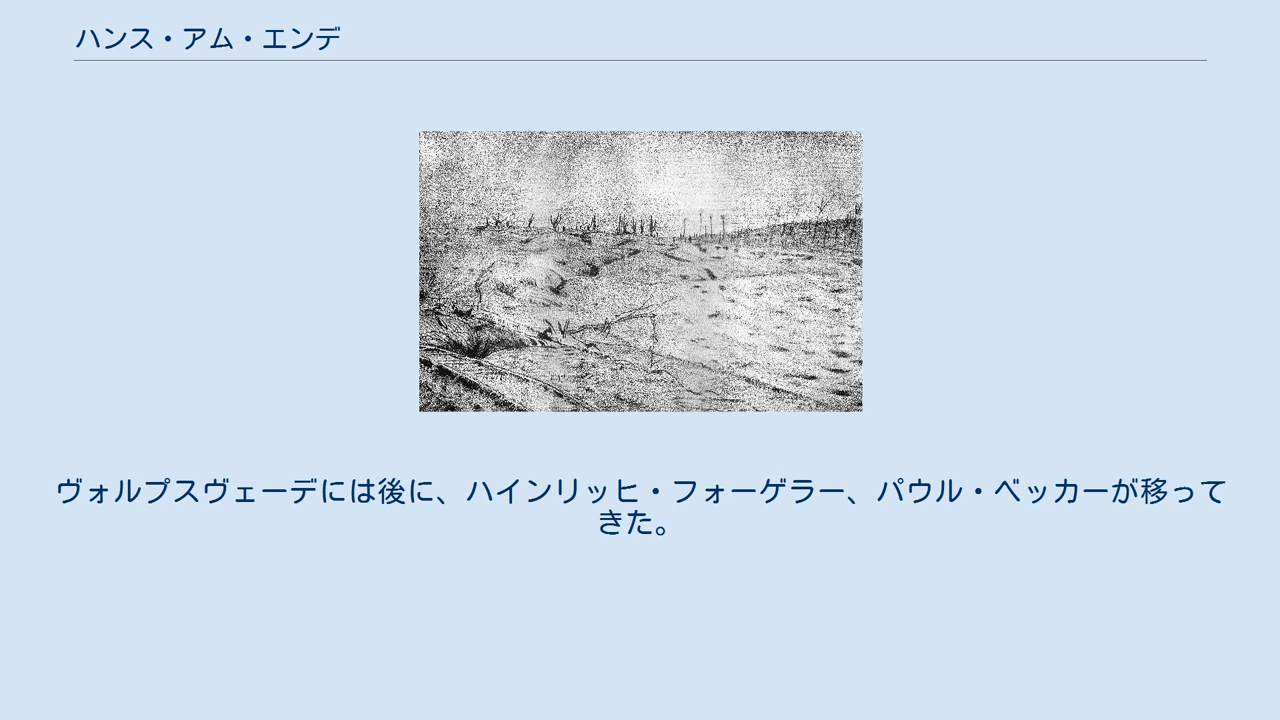 ハンス・アム・エンデ
ヴォルプスヴェーデには後に、ハインリッヒ・フォーゲラー、パウル・ベッカーが移って
きた。